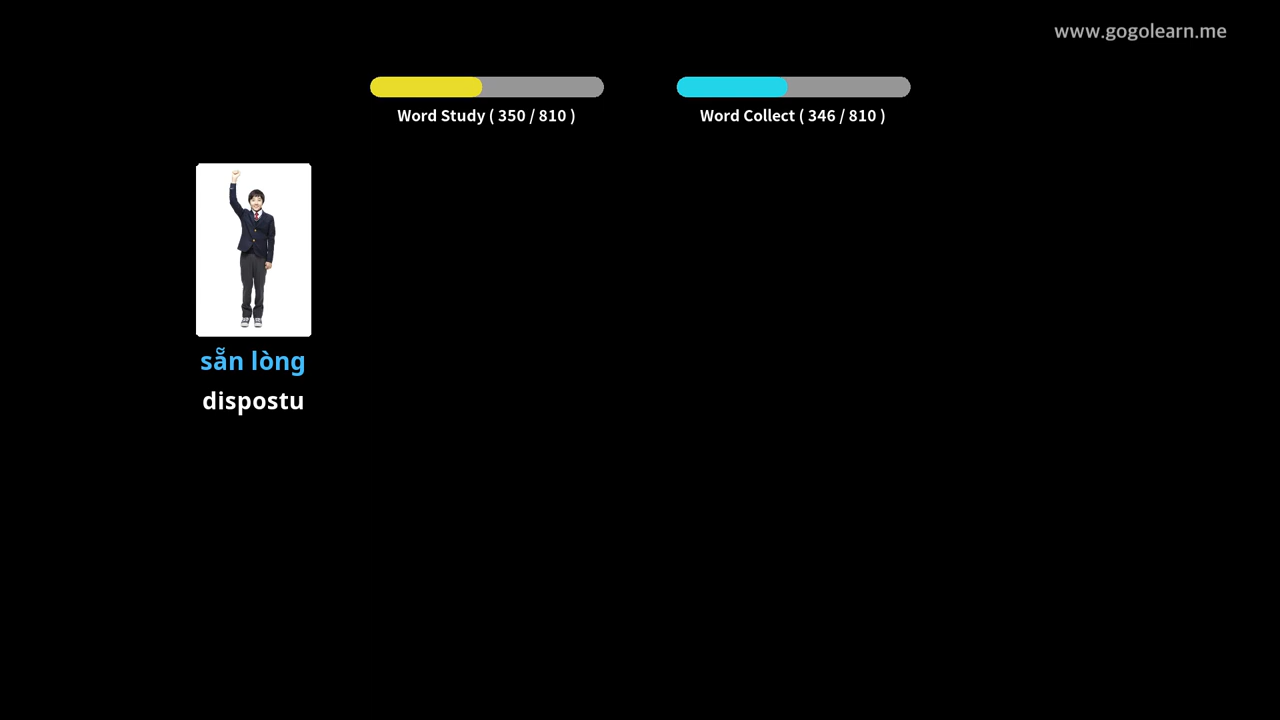 www.gogolearn.me
Word Study ( 350 / 810 )
Word Collect ( 346 / 810 )
sẵn lòng
dispostu